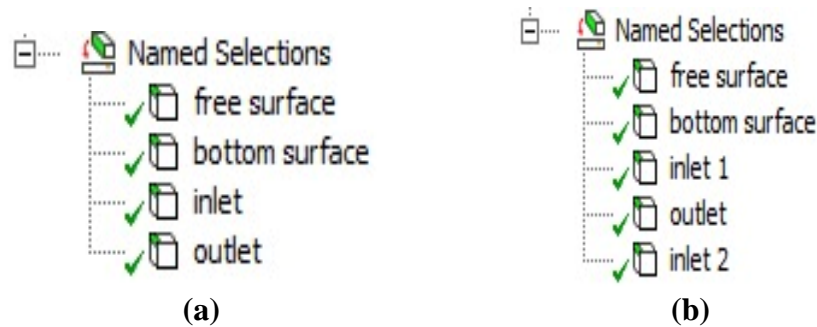 Named Selections
free surface
bottom surface
inlet
outlet
(a)
Named Selections
free surface
bottom surface
inlet 1
outlet
inlet 2
(b)